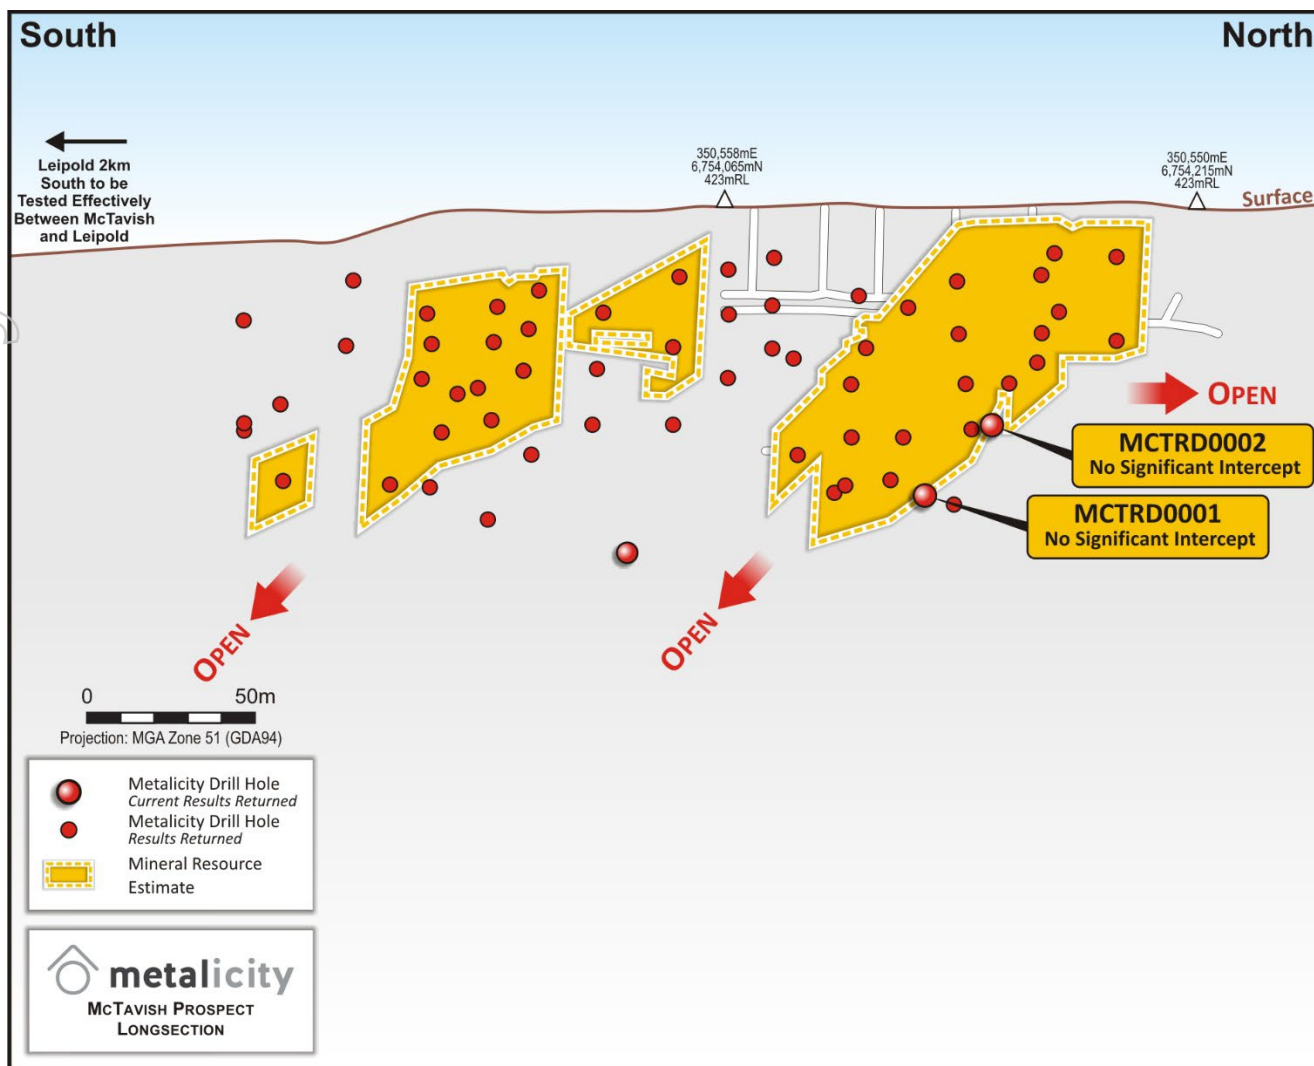 South
North
Leipold 2km
South to be
Tested Effectively
Between McTavish
and Leipold
350,558mE
6,754,065mN
423mRL
350,550mE
6,754,215mN
423mRL
Surface
OPEN
MCTRD0002
No Significant Intercept
MCTRD0001
No Significant Intercept
OPEN
OPEN
0 50m
Projection: MGA Zone 51 (GDA94)
Metalicity Drill Hole
Current Results Returned
Metalicity Drill Hole
Results Returned
Mineral Resource
Estimate
metalicity
MCTAVISH PROSPECT
LONGSECTION